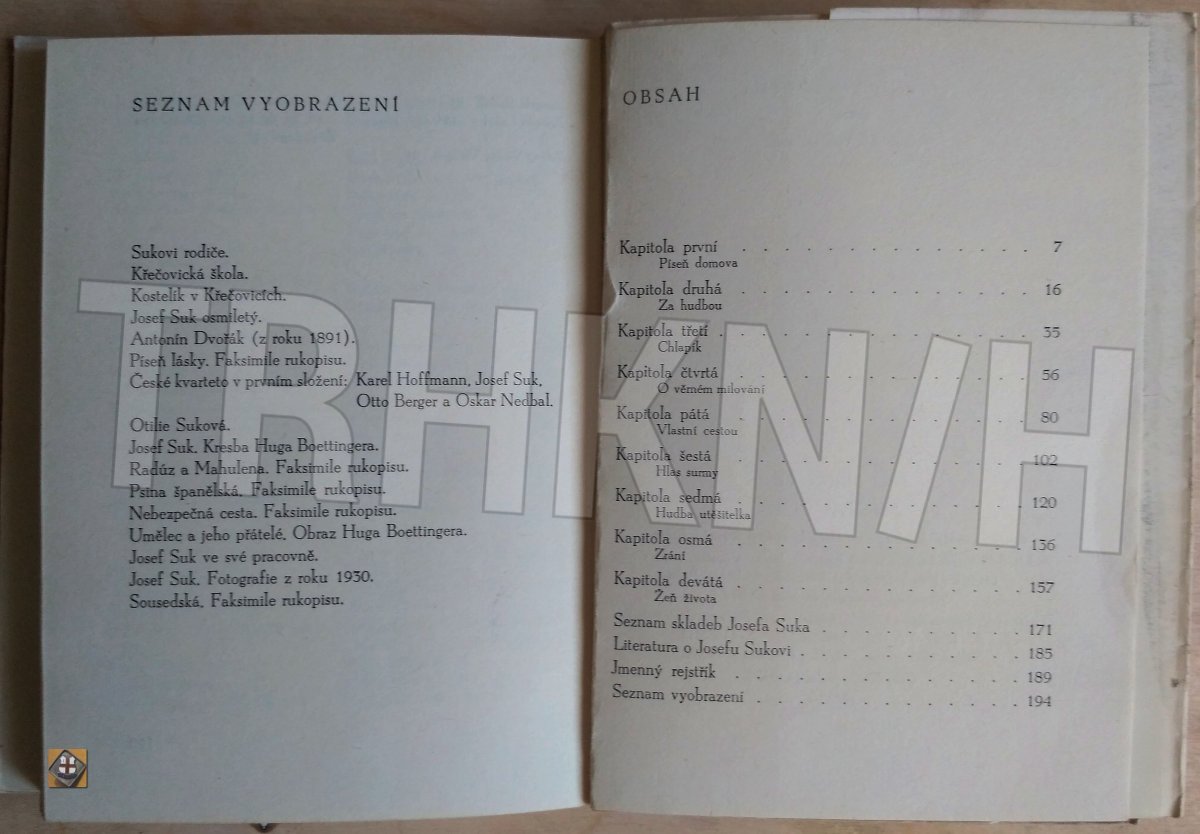 SEZNAM VYOBRAZENÍ
Sukovi rodiče.
Křečovická škola.
Kostelík v Křečovicích.
Josef Suk osmiletý.
Antonín Dvořák (z roku 1891).
Píseň lásky. Faksimile rukopisu.
České kvarteto v prvním složení: Karel Hoffmann, Josef Suk,
Otto Berger a Oskar Nedbal.
Otilie Suková.
Josef Suk. Kresba Huga Boettingera.
Radúz a Mahulena. Faksimile rukopisu.
Psina španělská. Faksimile rukopisu.
Nebezpečná cesta. Faksimile rukopisu.
Umělec a jeho přátelé. Obraz Huga Boettingera.
Josef Suk ve své pracovně.
Josef Suk. Fotografie z roku 1930.
Sousedská. Faksimile rukopisu.
OBSAH
Kapitola první . . . . . . . . . . . . . . 7
Píseň domova
Kapitola druhá . . . . . . . . . . . . . . 16
Za hudbou
Kapitola třetí . . . . . . . . . . . . . . 35
Chlapík
Kapitola čtvrtá . . . . . . . . . . . . . . 56
O věrném milování
Kapitola pátá . . . . . . . . . . . . . . 80
Vlastní cestou
Kapitola šestá . . . . . . . . . . . . . . 102
Hlas surmy
Kapitola sedmá . . . . . . . . . . . . . . 120
Hudba utěšitelka
Kapitola osmá . . . . . . . . . . . . . . 136
Zrání
Kapitola devátá . . . . . . . . . . . . . . 157
Žeň života
Seznam skladeb Josefa Suka . . . . . . . . . . 171
Literatura o Josefu Sukovi . . . . . . . . . . . 185
Jmenný rejstřík . . . . . . . . . . . . . . 189
Seznam vyobrazení . . . . . . . . . . . . . 194
TRHKN/H